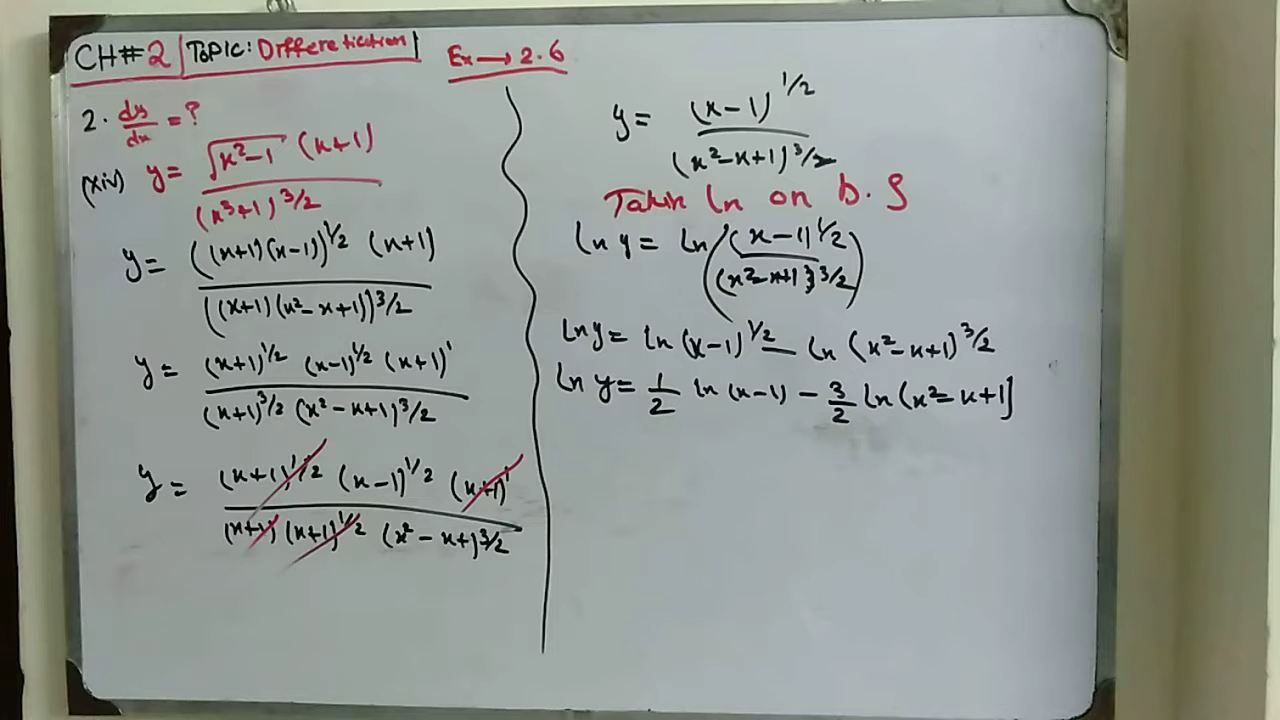 CH#2 | TOPIC: Differentiation | Ex → 2.6
2. dy/dx = ?
(xiv) y = √(x²-1) (x+1) / (x³+1)^3/2
y = ((x+1)(x-1))^1/2 (x+1) / ((x+1)(x²-x+1))^3/2
y = (x+1)^1/2 (x-1)^1/2 (x+1)^1 / (x+1)^3/2 (x²-x+1)^3/2
y = (x+1)^1/2 (x-1)^1/2 (x+1)^1 / (x+1) (x+1)^1/2 (x²-x+)^3/2
y = (x-1)^1/2 / (x²-x+1)^3/2
Takin ln on b.S
ln y = ln ((x-1)^1/2 / (x²-x+1)^3/2)
ln y = ln (x-1)^1/2 - ln (x²-x+1)^3/2
ln y = 1/2 ln (x-1) - 3/2 ln (x²-x+1]